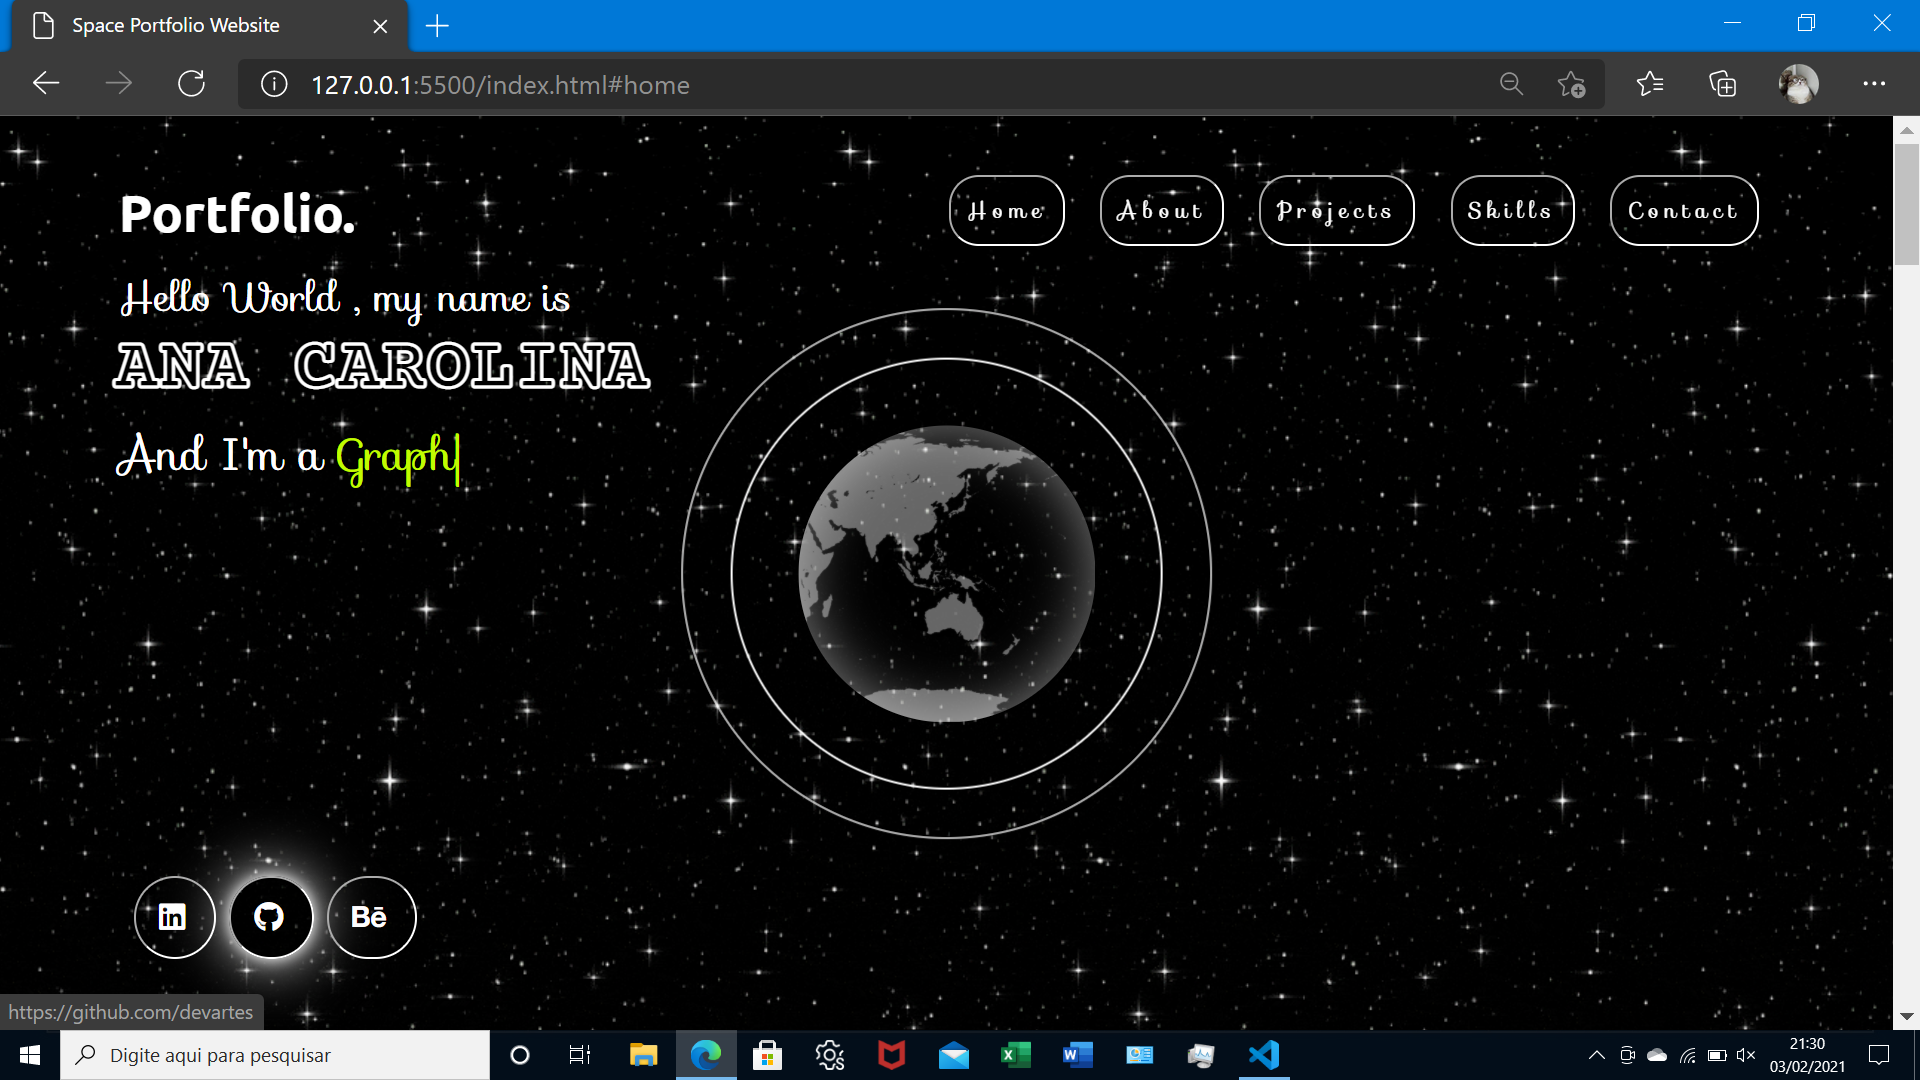 Space Portfolio Website
127.0.0.1:5500/index.html#home
Portfolio.
Home About Projects Skills Contact
Hello World , my name is
ANA CAROLINA
And I'm a Graph|
in Bē
https://github.com/devartes
Digite aqui para pesquisar
21:30
03/02/2021